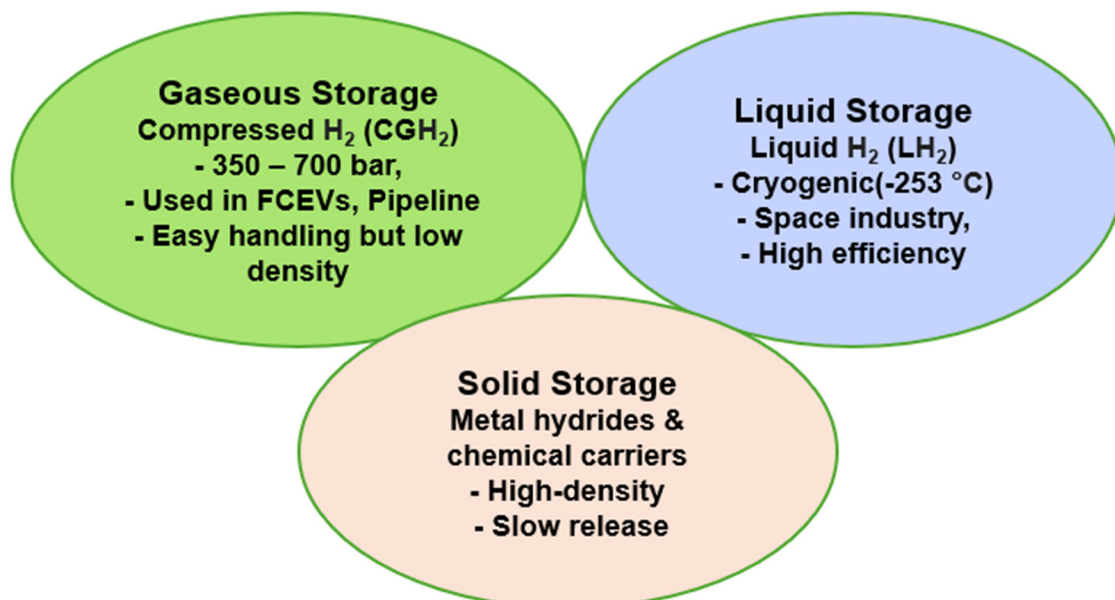 Gaseous Storage
Compressed H₂ (CGH₂)
- 350 – 700 bar,
- Used in FCEVs, Pipeline
- Easy handling but low
density
Liquid Storage
Liquid H₂ (LH₂)
- Cryogenic(-253 °C)
- Space industry,
- High efficiency
Solid Storage
Metal hydrides &
chemical carriers
- High-density
- Slow release